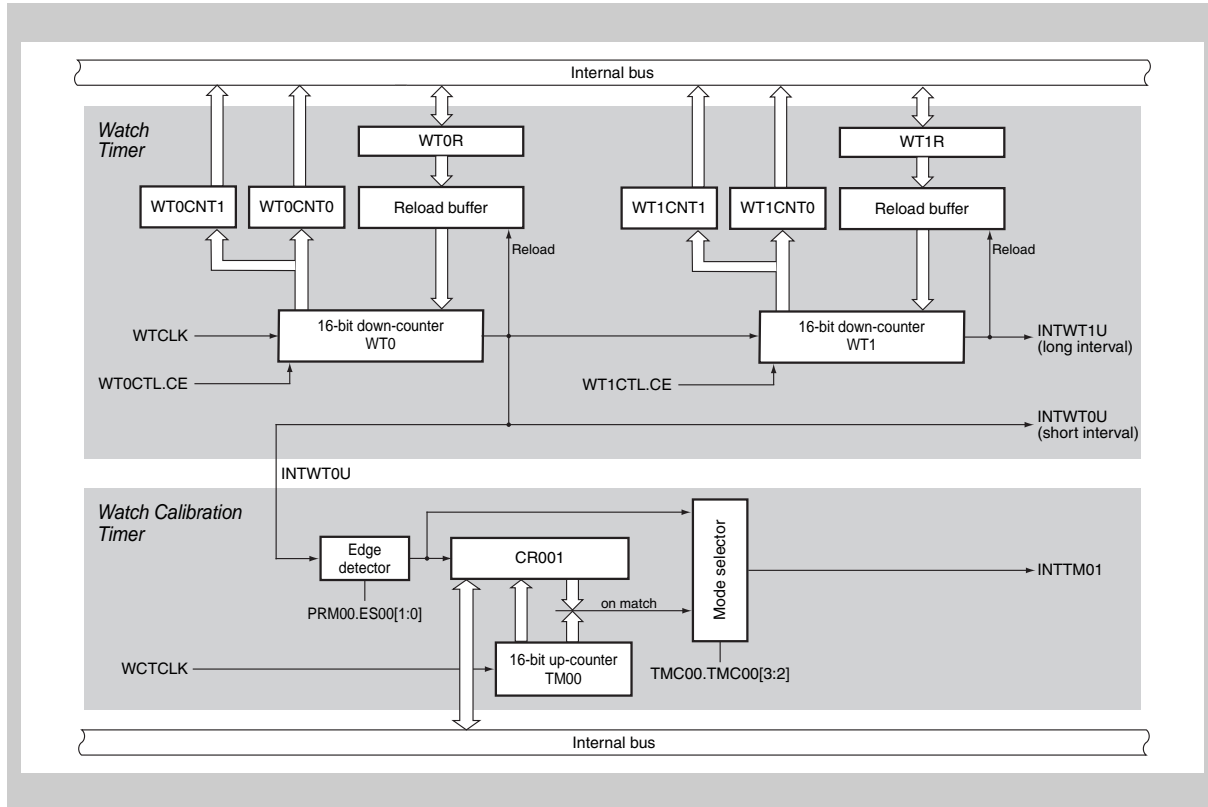 Internal bus
Watch
Timer
WT0R
WT1R
WT0CNT1
WT0CNT0
Reload buffer
WT1CNT1
WT1CNT0
Reload buffer
Reload
Reload
WTCLK
16-bit down-counter
WT0
16-bit down-counter
WT1
INTWT1U
(long interval)
WT0CTL.CE
WT1CTL.CE
INTWT0U
(short interval)
INTWT0U
Watch Calibration
Timer
Edge
detector
CR001
Mode selector
INTTM01
PRM00.ES00[1:0]
on match
WCTCLK
16-bit up-counter
TM00
TMC00.TMC00[3:2]
Internal bus